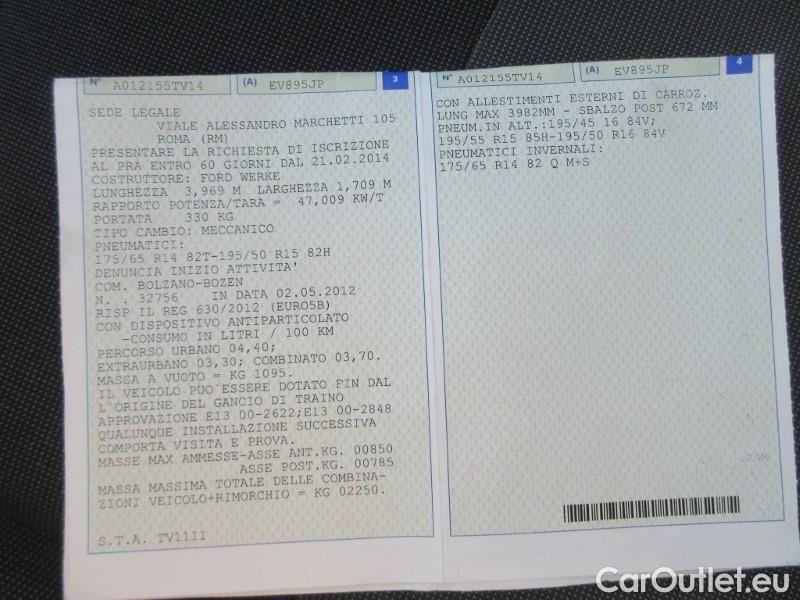 N° A012155TV14 (A) EV895JP 3
SEDE LEGALE
VIALE ALESSANDRO MARCHETTI 105
ROMA (RM)
PRESENTARE LA RICHIESTA DI ISCRIZIONE
AL PRA ENTRO 60 GIORNI DAL 21.02.2014
COSTRUTTORE: FORD WERKE
LUNGHEZZA 3,969 M LARGHEZZA 1,709 M
RAPPORTO POTENZA/TARA = 47,009 KW/T
PORTATA 330 KG
TIPO CAMBIO: MECCANICO
PNEUMATICI:
175/65 R14 82T-195/50 R15 82H
DENUNCIA INIZIO ATTIVITA'
COM. BOLZANO-BOZEN
N. . 32756 IN DATA 02.05.2012
RISP IL REG 630/2012 (EURO5B)
CON DISPOSITIVO ANTIPARTICOLATO
-CONSUMO IN LITRI / 100 KM
PERCORSO URBANO 04,40;
EXTRAURBANO 03,30; COMBINATO 03,70.
MASSA A VUOTO = KG 1095.
IL VEICOLO PUO'ESSERE DOTATO FIN DAL
L'ORIGINE DEL GANCIO DI TRAINO
APPROVAZIONE E13 00-2622;E13 00-2848
QUALUNQUE INSTALLAZIONE SUCCESSIVA
COMPORTA VISITA E PROVA.
MASSE MAX AMMESSE-ASSE ANT.KG. 00850
ASSE POST.KG. 00785
MASSA MASSIMA TOTALE DELLE COMBINA-
ZIONI VEICOLO+RIMORCHIO = KG 02250.
S.T.A. TV1111
N° A012155TV14 (A) EV895JP 4
CON ALLESTIMENTI ESTERNI DI CARROZ.
LUNG MAX 3982MM - SBALZO POST 672 MM
PNEUM.IN ALT.:195/45 16 84V;
195/55 R15 85H-195/50 R16 84V
PNEUMATICI INVERNALI:
175/65 R14 82 Q M+S
CarOutlet.eu